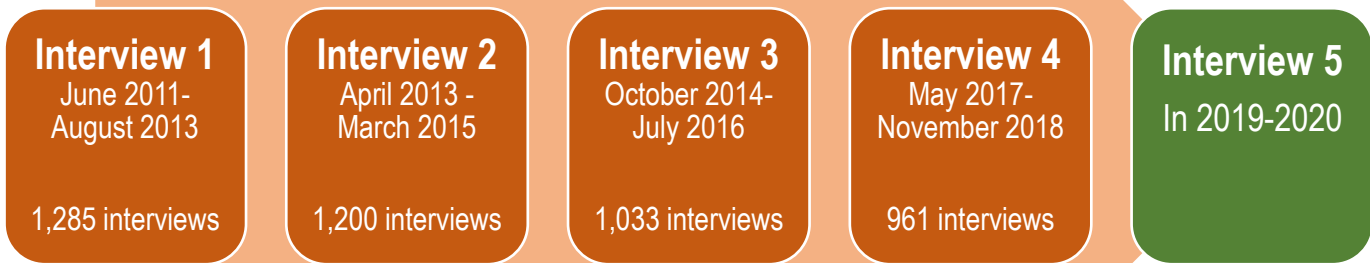 Interview 1
June 2011-
August 2013
1,285 interviews
Interview 2
April 2013 -
March 2015
1,200 interviews
Interview 3
October 2014-
July 2016
1,033 interviews
Interview 4
May 2017-
November 2018
961 interviews
Interview 5
In 2019-2020